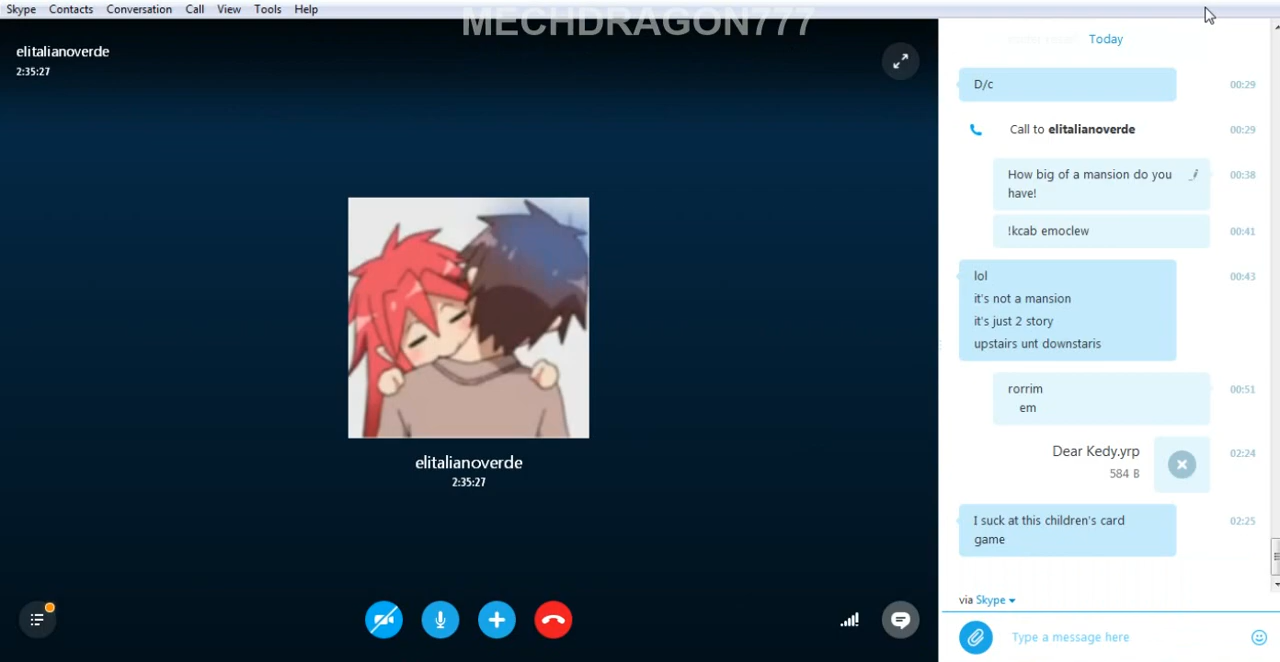 Skype Contacts Conversation Call View Tools Help
MECHDRAGON777
elitalianoverde
2:35:27
elitalianoverde
2:35:27
Today
D/c 00:29
Call to elitalianoverde 00:29
How big of a mansion do you 00:38
have!
!kcab emoclew 00:41
lol 00:43
it's not a mansion
it's just 2 story
upstairs unt downstaris
rorrim 00:51
em
Dear Kedy.yrp 02:24
584 B
I suck at this children's card 02:25
game
via Skype
Type a message here